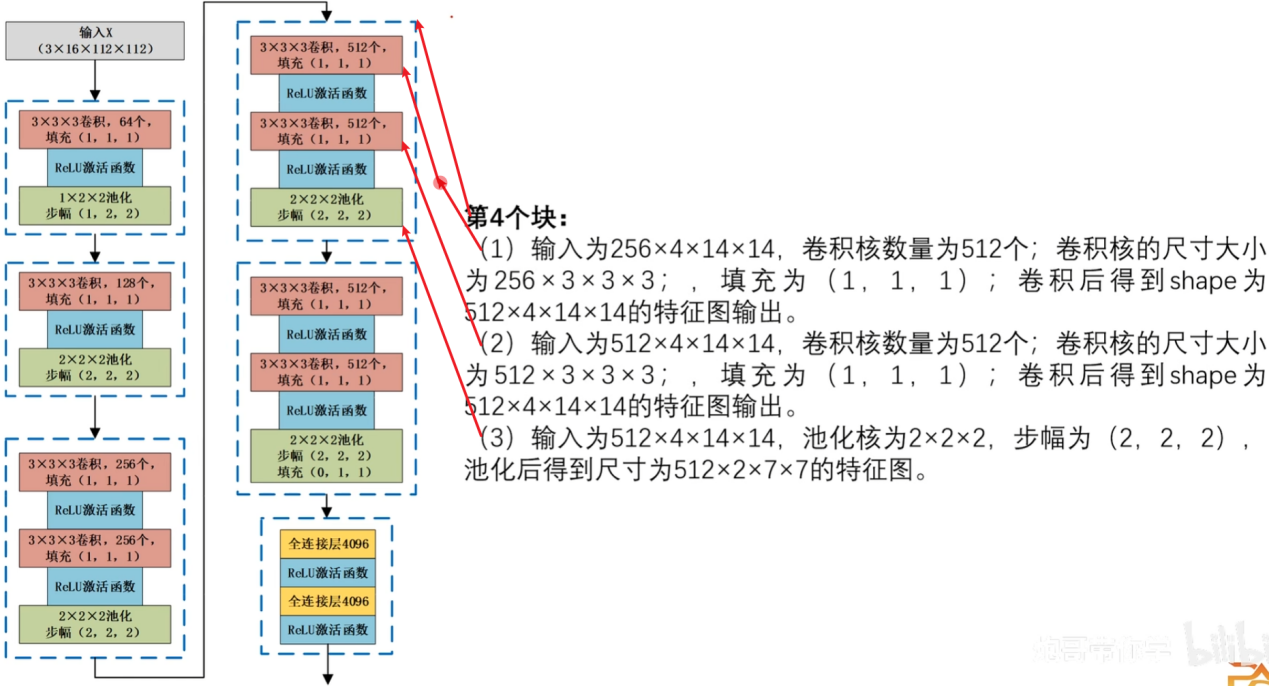 输入X
（3×16×112×112）
3×3×3卷积，64个，
填充（1，1，1）
ReLU激活函数
1×2×2池化
步幅（1，2，2）
3×3×3卷积，128个，
填充（1，1，1）
ReLU激活函数
2×2×2池化
步幅（2，2，2）
3×3×3卷积，256个，
填充（1，1，1）
ReLU激活函数
3×3×3卷积，256个，
填充（1，1，1）
ReLU激活函数
2×2×2池化
步幅（2，2，2）
3×3×3卷积，512个，
填充（1，1，1）
ReLU激活函数
3×3×3卷积，512个，
填充（1，1，1）
ReLU激活函数
2×2×2池化
步幅（2，2，2）
3×3×3卷积，512个，
填充（1，1，1）
ReLU激活函数
3×3×3卷积，512个，
填充（1，1，1）
ReLU激活函数
2×2×2池化
步幅（2，2，2）
填充（0，1，1）
全连接层4096
ReLU激活函数
全连接层4096
ReLU激活函数
第4个块：
（1）输入为256×4×14×14，卷积核数量为512个；卷积核的尺寸大小
为256×3×3×3；，填充为（1，1，1）；卷积后得到shape为
512×4×14×14的特征图输出。
（2）输入为512×4×14×14，卷积核数量为512个；卷积核的尺寸大小
为512×3×3×3；，填充为（1，1，1）；卷积后得到shape为
512×4×14×14的特征图输出。
（3）输入为512×4×14×14，池化核为2×2×2，步幅为（2，2，2），
池化后得到尺寸为512×2×7×7的特征图。